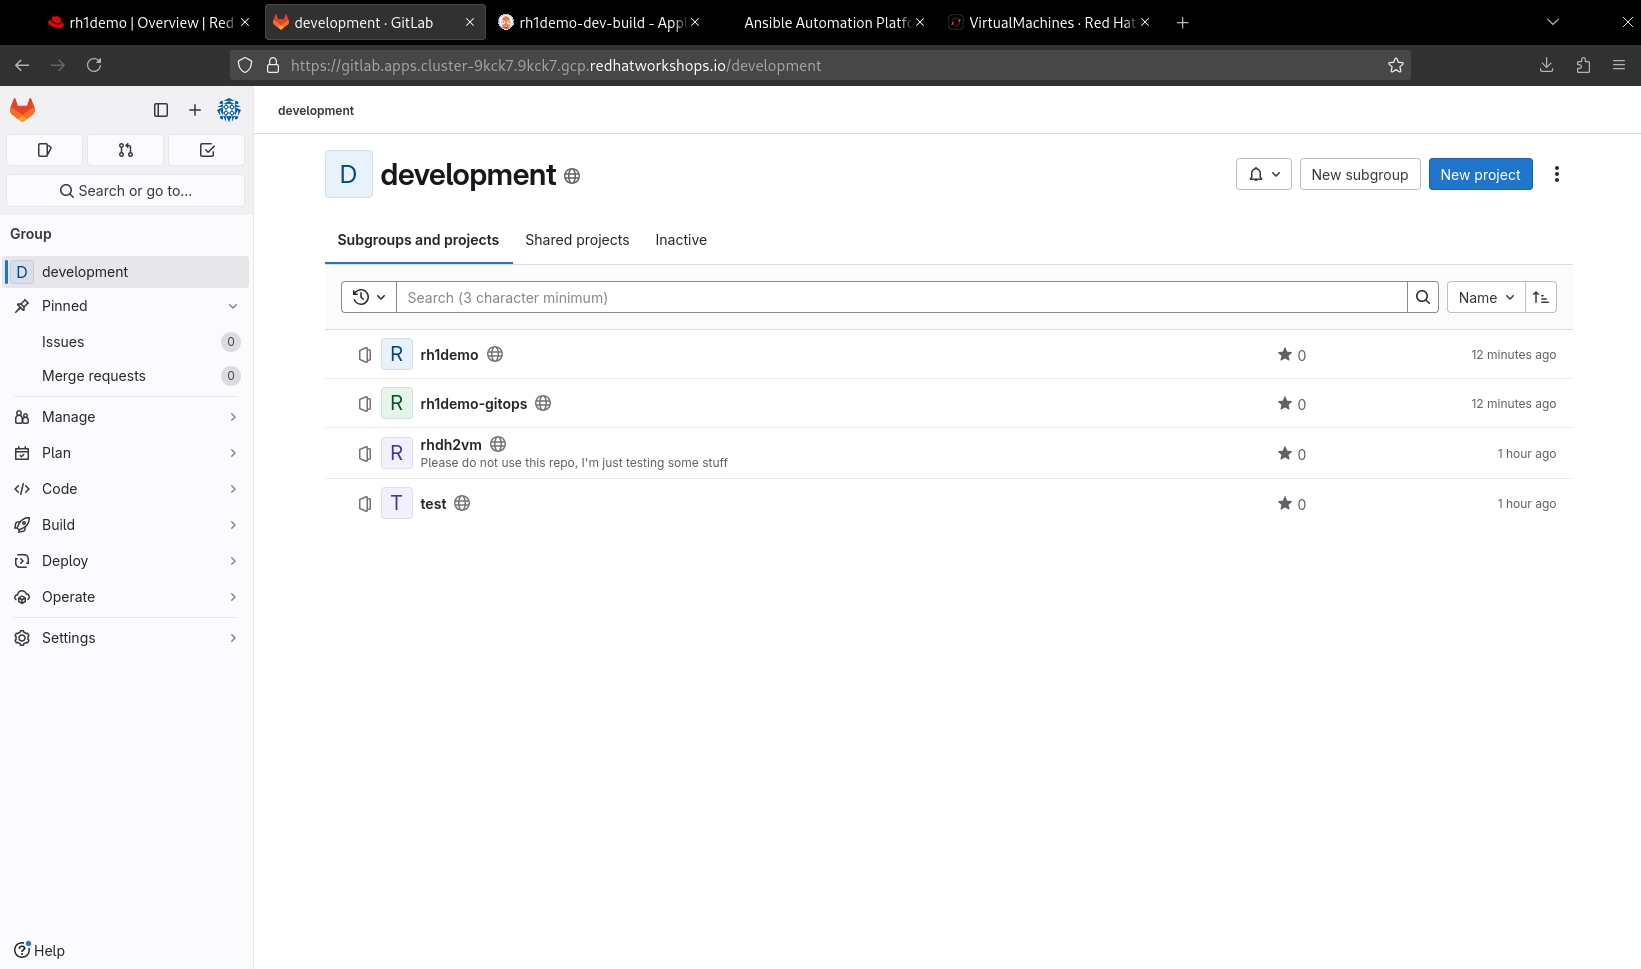 rh1demo | Overview | Red
development · GitLab
rh1demo-dev-build - Appl
Ansible Automation Platfo
VirtualMachines · Red Hat
https://gitlab.apps.cluster-9kck7.9kck7.gcp.redhatworkshops.io/development
development
Search or go to...
Group
D development
Pinned
Issues 0
Merge requests 0
Manage
Plan
Code
Build
Deploy
Operate
Settings
Help
D development
New subgroup
New project
Subgroups and projects
Shared projects
Inactive
Search (3 character minimum)
Name
R rh1demo 0 12 minutes ago
R rh1demo-gitops 0 12 minutes ago
R rhdh2vm 0 1 hour ago
Please do not use this repo, I'm just testing some stuff
T test 0 1 hour ago